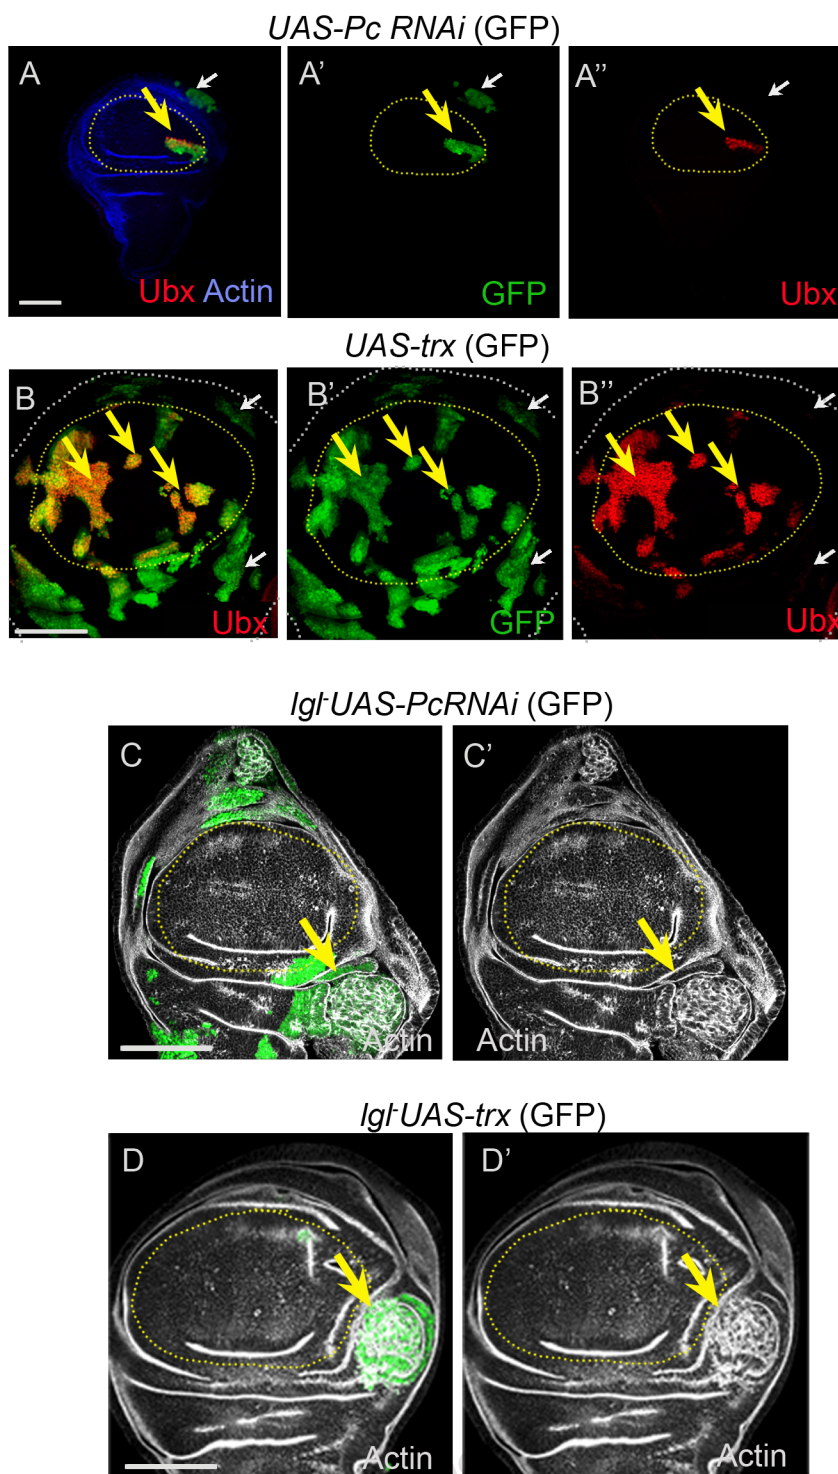 UAS-Pc RNAi (GFP)
A A' A''
Ubx Actin GFP Ubx
UAS-trx (GFP)
B B' B''
Ubx GFP Ubx
lgl-UAS-PcRNAi (GFP)
C C'
Actin Actin
lgl-UAS-trx (GFP)
D D'
Actin Actin